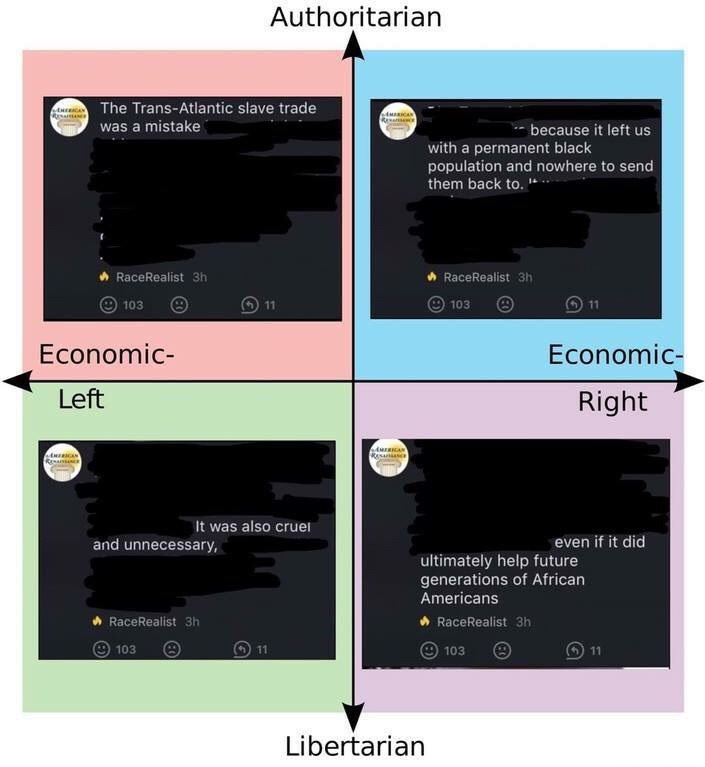 Authoritarian
AMERICAN
RENAISSANCE
The Trans-Atlantic slave trade
was a mistake
RaceRealist 3h
103
11
AMERICAN
RENAISSANCE
because it left us
with a permanent black
population and nowhere to send
them back to. It
RaceRealist 3h
103
11
Economic-
Left
Economic-
Right
AMERICAN
RENAISSANCE
It was also cruel
and unnecessary,
RaceRealist 3h
103
11
AMERICAN
RENAISSANCE
even if it did
ultimately help future
generations of African
Americans
RaceRealist 3h
103
11
Libertarian